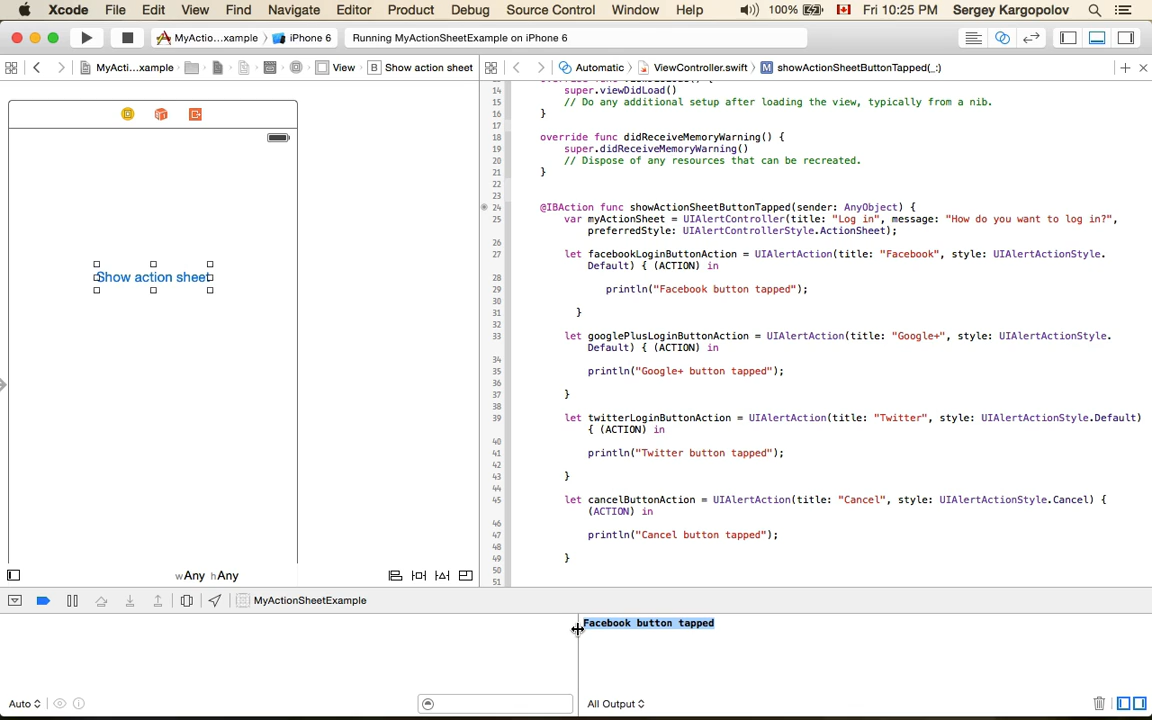 Xcode File Edit View Find Navigate Editor Product Debug Source Control Window Help 100% Fri 10:25 PM Sergey Kargopolov
MyActio...xample iPhone 6 Running MyActionSheetExample on iPhone 6
MyActi...xample View B Show action sheet Automatic ViewController.swift M showActionSheetButtonTapped(_:)
14 super.viewDidLoad()
15 // Do any additional setup after loading the view, typically from a nib.
16 }
17
18 override func didReceiveMemoryWarning() {
19 super.didReceiveMemoryWarning()
20 // Dispose of any resources that can be recreated.
21 }
22
23
24 @IBAction func showActionSheetButtonTapped(sender: AnyObject) {
25 var myActionSheet = UIAlertController(title: "Log in", message: "How do you want to log in?",
preferredStyle: UIAlertControllerStyle.ActionSheet);
26
27 let facebookLoginButtonAction = UIAlertAction(title: "Facebook", style: UIAlertActionStyle.
Default) { (ACTION) in
28
29 println("Facebook button tapped");
30
31 }
32
33 let googlePlusLoginButtonAction = UIAlertAction(title: "Google+", style: UIAlertActionStyle.
Default) { (ACTION) in
34
35 println("Google+ button tapped");
36
37 }
38
39 let twitterLoginButtonAction = UIAlertAction(title: "Twitter", style: UIAlertActionStyle.Default)
{ (ACTION) in
40
41 println("Twitter button tapped");
42
43 }
44
45 let cancelButtonAction = UIAlertAction(title: "Cancel", style: UIAlertActionStyle.Cancel) {
(ACTION) in
46
47 println("Cancel button tapped");
48
49 }
50
51
Show action sheet
wAny hAny
MyActionSheetExample
Facebook button tapped
Auto All Output